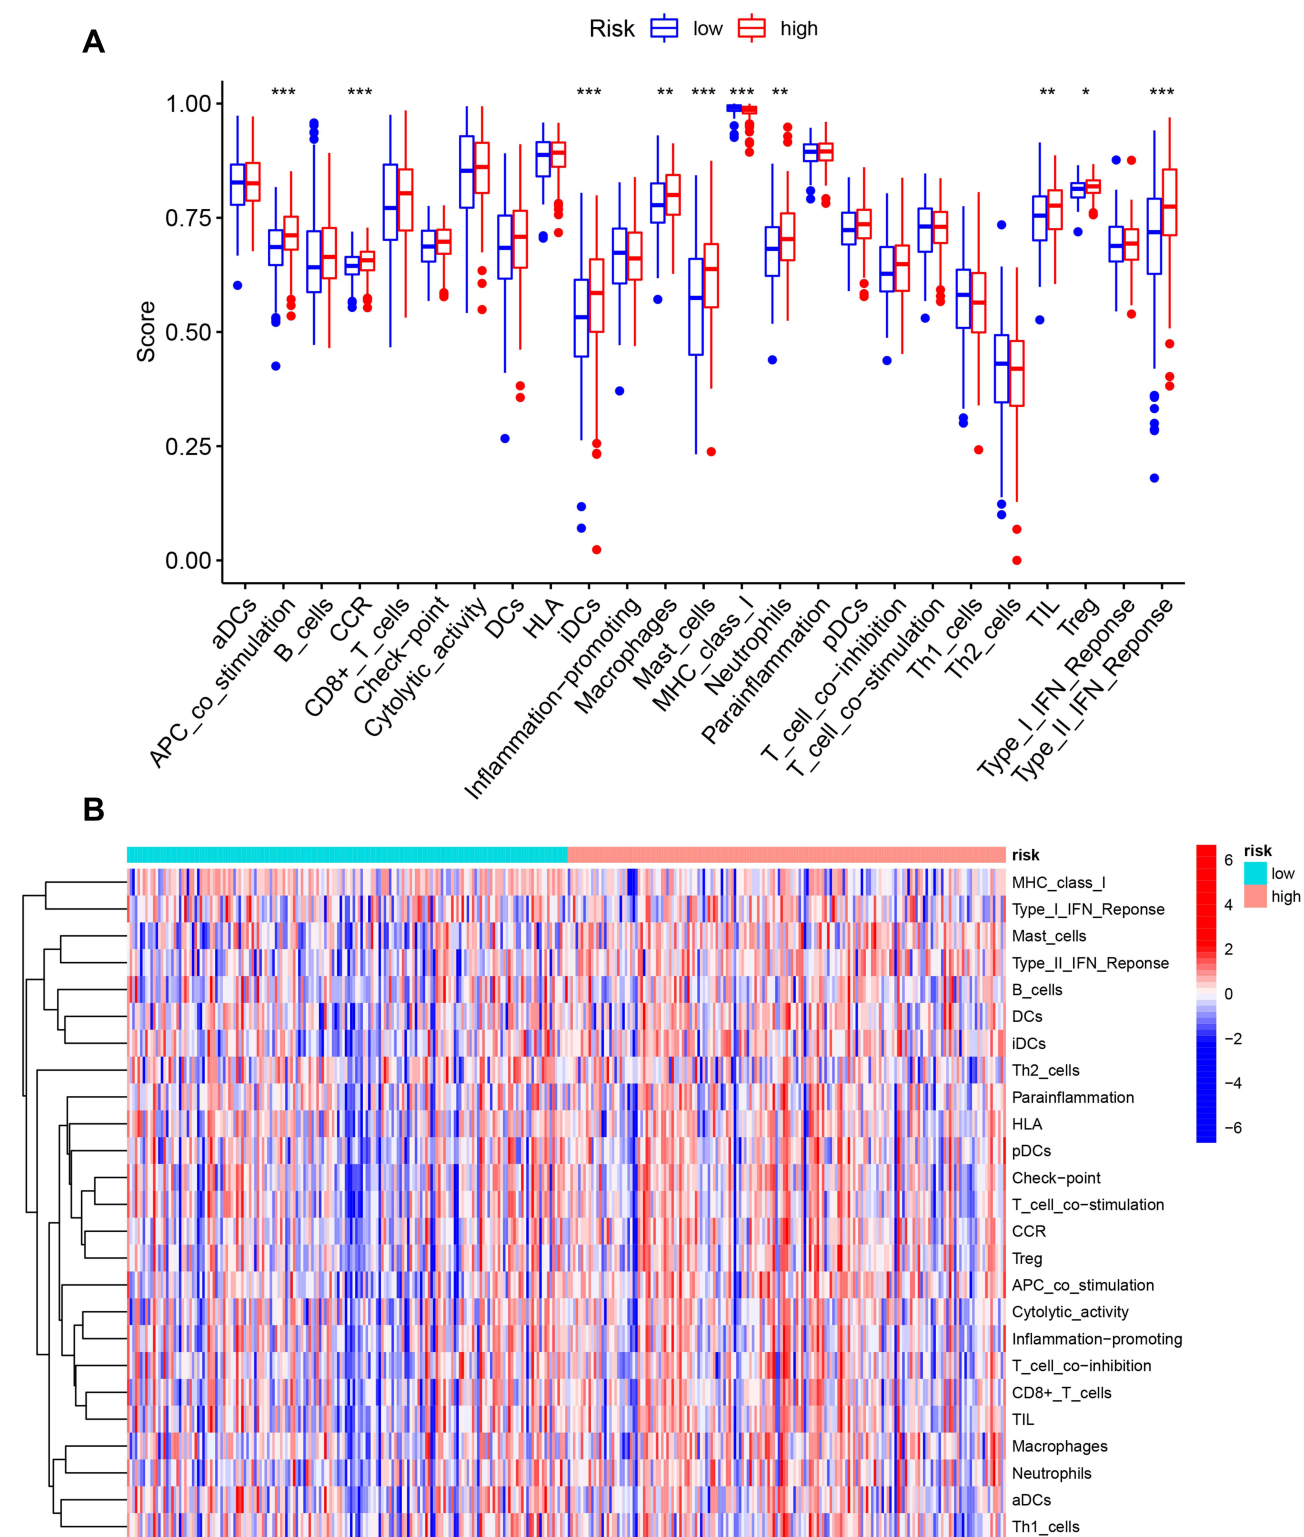 A
Risk low high
*** *** *** ** *** *** ** ** * ***
Score
1.00
0.75
0.50
0.25
0.00
aDCs
APC_co_stimulation
B_cells
CCR
CD8+_T_cells
Check−point
Cytolytic_activity
DCs
HLA
iDCs
Inflammation−promoting
Macrophages
Mast_cells
MHC_class_I
Neutrophils
Parainflammation
pDCs
T_cell_co−inhibition
T_cell_co−stimulation
Th1_cells
Th2_cells
TIL
Treg
Type_I_IFN_Reponse
Type_II_IFN_Reponse
B
risk
MHC_class_I
Type_I_IFN_Reponse
Mast_cells
Type_II_IFN_Reponse
B_cells
DCs
iDCs
Th2_cells
Parainflammation
HLA
pDCs
Check−point
T_cell_co−stimulation
CCR
Treg
APC_co_stimulation
Cytolytic_activity
Inflammation−promoting
T_cell_co−inhibition
CD8+_T_cells
TIL
Macrophages
Neutrophils
aDCs
Th1_cells
6
4
2
0
−2
−4
−6
risk
low
high